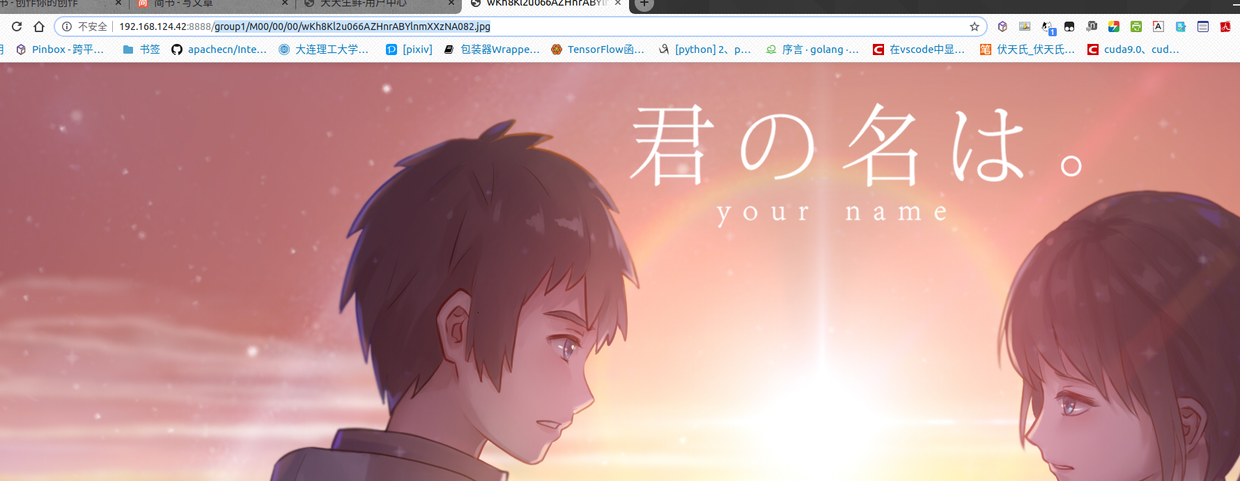 书 - 创作你的创作
简书 - 写文章
天天生鲜-用户中心
不安全 192.168.124.42:8888/group1/M00/00/00/wKh8Kl2u066AZHnrABYlnmXXzNA082.jpg
1
Pinbox - 跨平…
书签
apachecn/Inte…
大连理工大学…
[pixiv]
包装器Wrappe…
TensorFlow函…
[python] 2、p…
序言 · golang ·…
在vscode中显…
伏天氏_伏天氏…
cuda9.0、cud…
君の名は。
your name